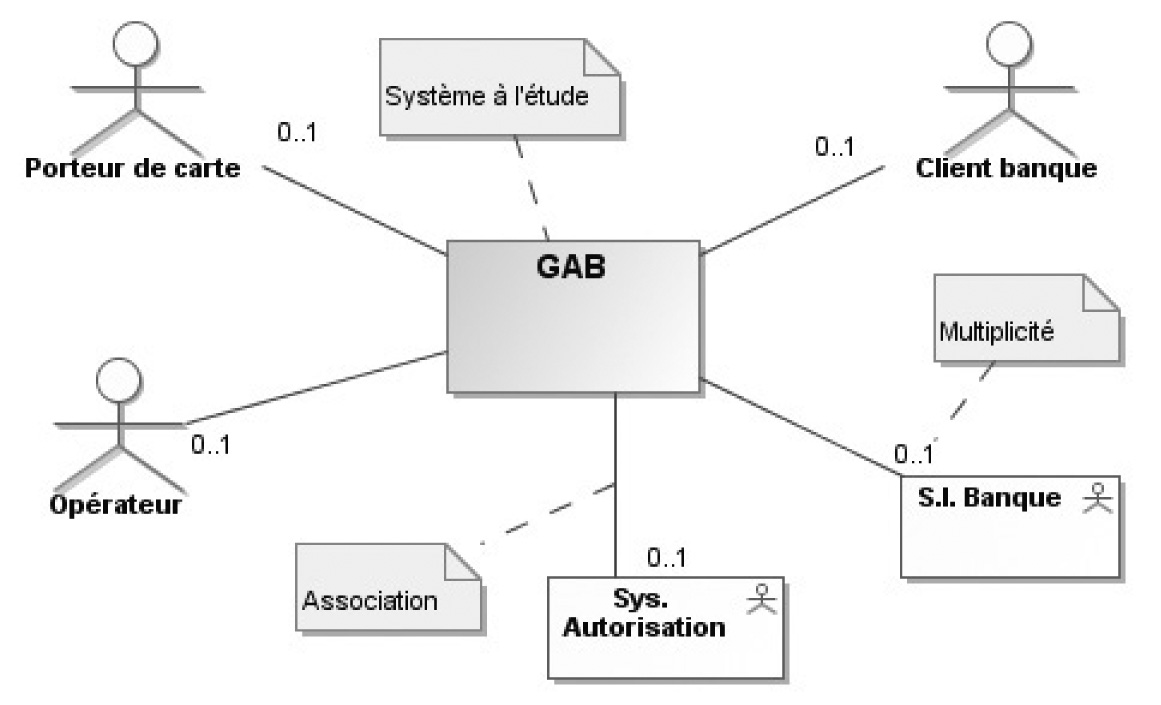 Système à l'étude
0..1
0..1
Porteur de carte
Client banque
GAB
Multiplicité
0..1
Opérateur
0..1
S.I. Banque
Association
0..1
Sys.
Autorisation